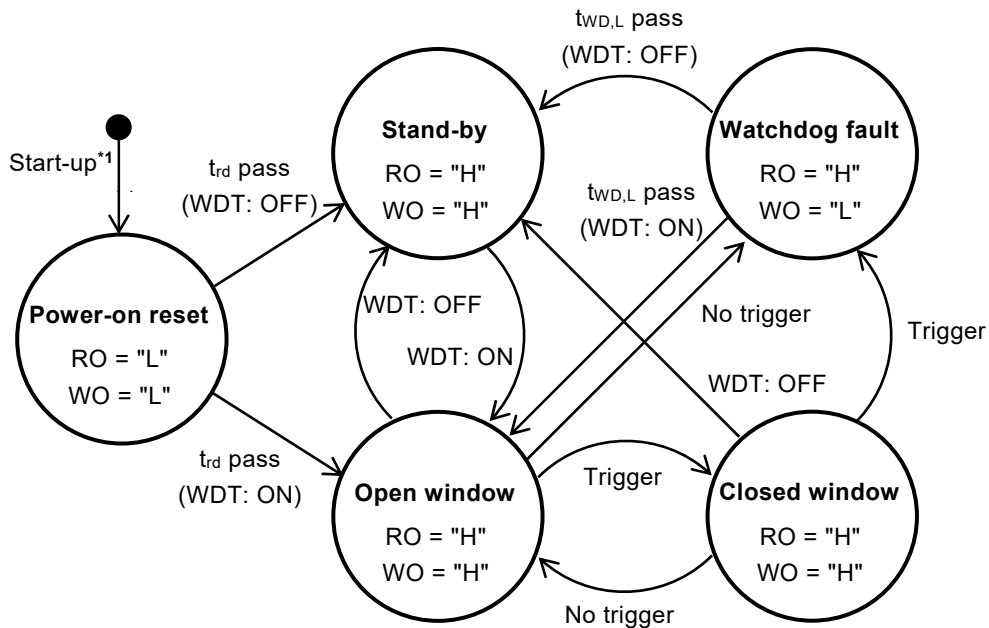 tWD,L pass
(WDT: OFF)
Stand-by
RO = "H"
WO = "H"
Watchdog fault
RO = "H"
WO = "L"
Start-up*1
trd pass
(WDT: OFF)
tWD,L pass
(WDT: ON)
Power-on reset
RO = "L"
WO = "L"
WDT: OFF
WDT: ON
No trigger
Trigger
WDT: OFF
trd pass
(WDT: ON)
Open window
RO = "H"
WO = "H"
Trigger
Closed window
RO = "H"
WO = "H"
No trigger